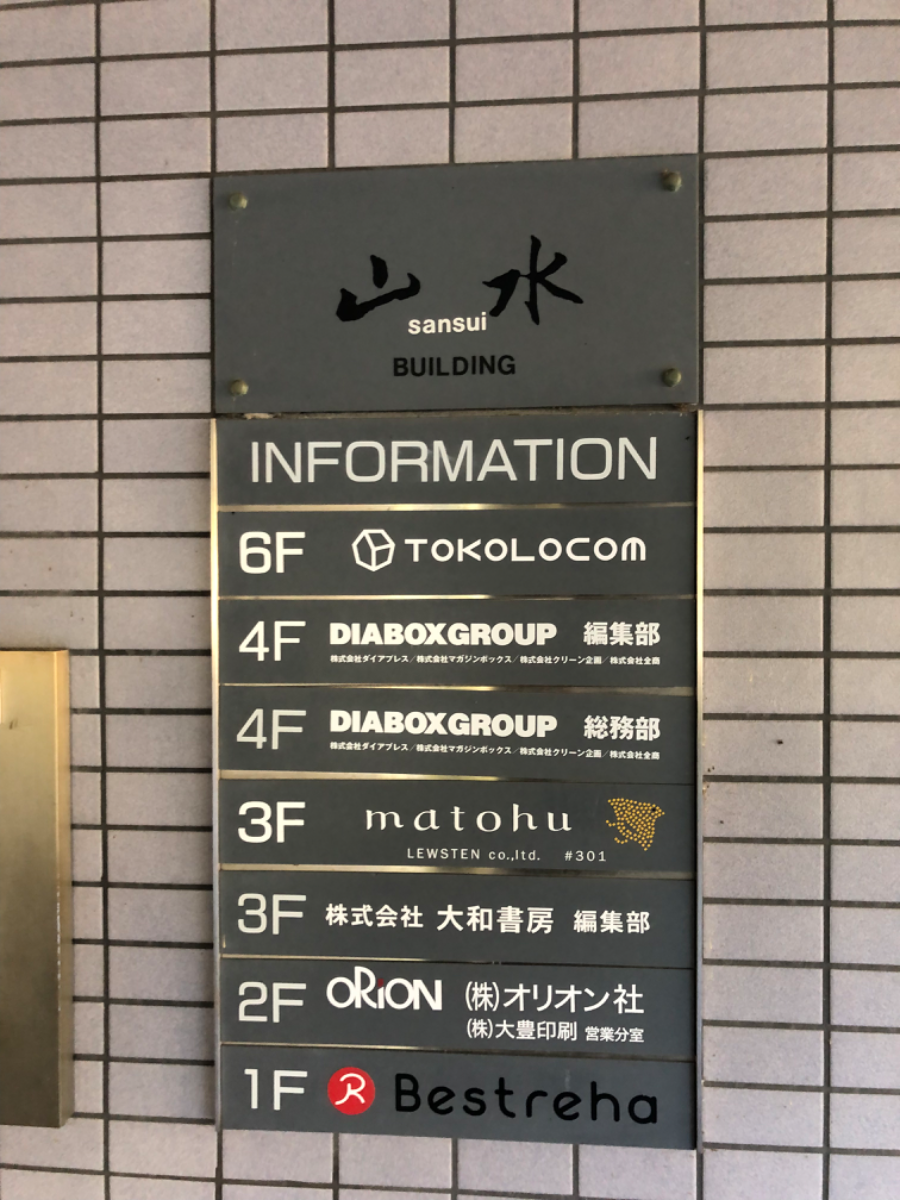 山水
sansui
BUILDING
INFORMATION
6F TOKOLOCOM
4F DIABOXGROUP 編集部
株式会社ダイアプレス/株式会社マガジンボックス/株式会社クリーン企画/株式会社全商
4F DIABOXGROUP 総務部
株式会社ダイアプレス/株式会社マガジンボックス/株式会社クリーン企画/株式会社全商
3F matohu
LEWSTEN co.,ltd. #301
3F 株式会社 大和書房 編集部
2F ORiON (株)オリオン社
(株)大豊印刷 営業分室
1F R Bestreha